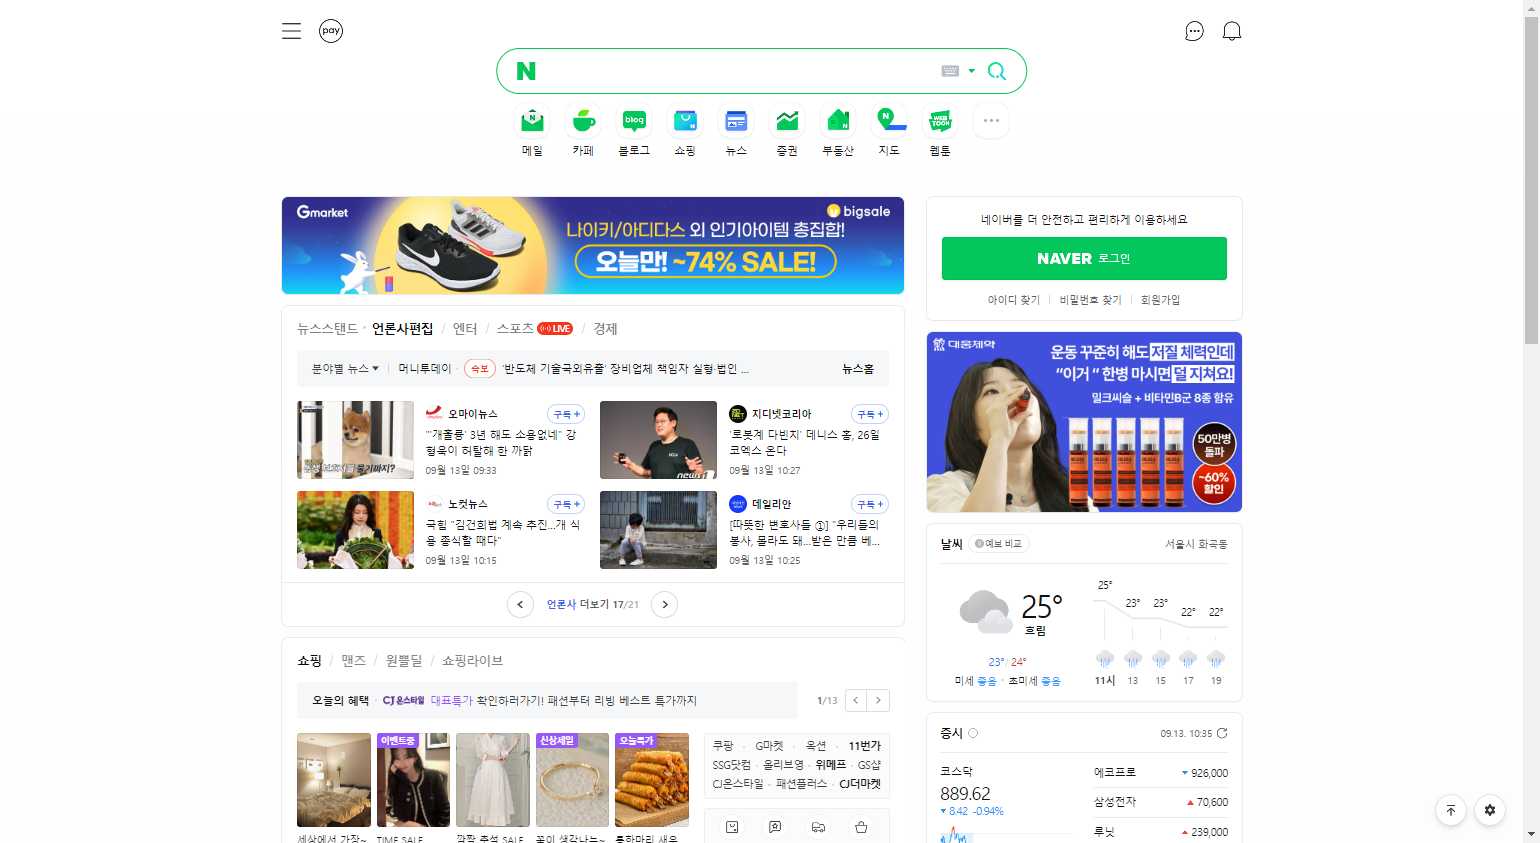 pay
N
메일
카페
blog
블로그
쇼핑
뉴스
증권
부동산
지도
WEB
TOON
웹툰
Gmarket
bigsale
나이키/아디다스 외 인기아이템 총집합!
오늘만! ~74% SALE!
네이버를 더 안전하고 편리하게 이용하세요
NAVER 로그인
아이디 찾기
비밀번호 찾기
회원가입
뉴스스탠드 · 언론사편집 / 엔터 / 스포츠 LIVE / 경제
분야별 뉴스
머니투데이 · 속보 '반도체 기술국외유출' 장비업체 책임자 실형·법인 ...
뉴스홈
오마이뉴스
구독 +
"'개훌륭' 3년 해도 소용없네" 강
형욱이 허탈해 한 까닭
09월 13일 09:33
지디넷코리아
구독 +
'로봇계 다빈치' 데니스 홍, 26일
코엑스 온다
09월 13일 10:27
news1
노컷뉴스
구독 +
국힘 "김건희법 계속 추진…개 식
용 종식할 때다"
09월 13일 10:15
데일리안
구독 +
[따뜻한 변호사들 ①] "우리들의
봉사, 몰라도 돼…받은 만큼 베...
09월 13일 10:25
언론사 더보기 17/21
대웅제약
운동 꾸준히 해도 저질 체력인데
"이거" 한병 마시면 덜 지쳐요!
밀크씨슬 + 비타민B군 8종 함유
50만병
돌파
~60%
할인
날씨
예보 비교
서울시 화곡동
25°
흐림
23° 24°
미세 좋음 · 초미세 좋음
25°
23°
23°
22°
22°
11시
13
15
17
19
쇼핑 / 맨즈 / 원쁠딜 / 쇼핑라이브
오늘의 혜택 · CJ온스타일 대표특가 확인하러가기! 패션부터 리빙 베스트 특가까지
1/13
이벤트중
신상세일
오늘특가
세상에서 가장~
TIME SALE
깜짝 추석 SALE
꽃이 생각나는~
통한마리 새우
쿠팡 · G마켓 · 옥션 · 11번가
SSG닷컴 · 올리브영 · 위메프 · GS샵
CJ온스타일 · 패션플러스 · CJ더마켓
증시
09.13. 10:35
코스닥
889.62
8.42 -0.94%
에코프로
926,000
삼성전자
70,600
루닛
239,000